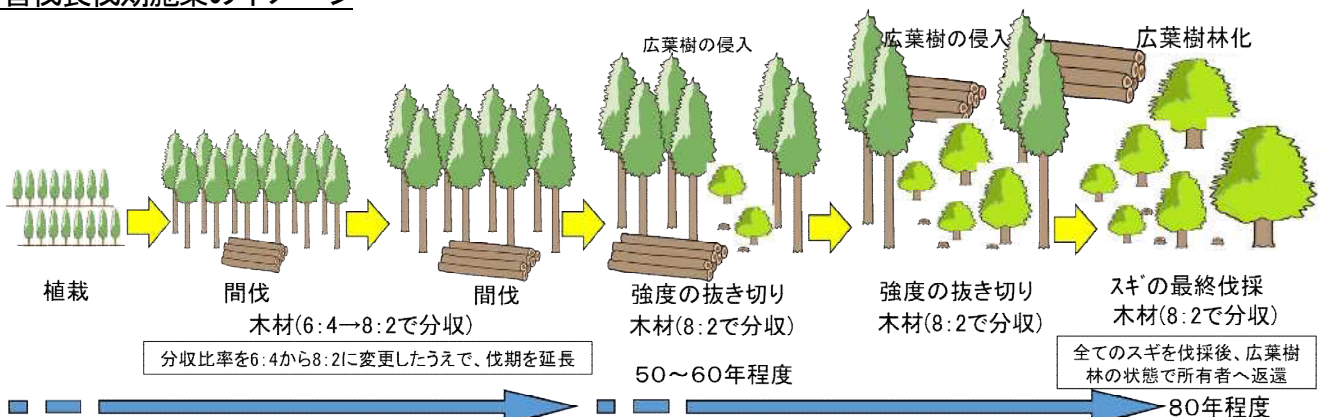 広葉樹の侵入
広葉樹の侵入
広葉樹林化
植栽
間伐
間伐
木材(6:4→8:2で分収)
強度の抜き切り
木材(8:2で分収)
強度の抜き切り
木材(8:2で分収)
スギの最終伐採
木材(8:2で分収)
分収比率を6:4から8:2に変更したうえで、伐期を延長
50～60年程度
全てのスギを伐採後、広葉樹
林の状態で所有者へ返還
80年程度